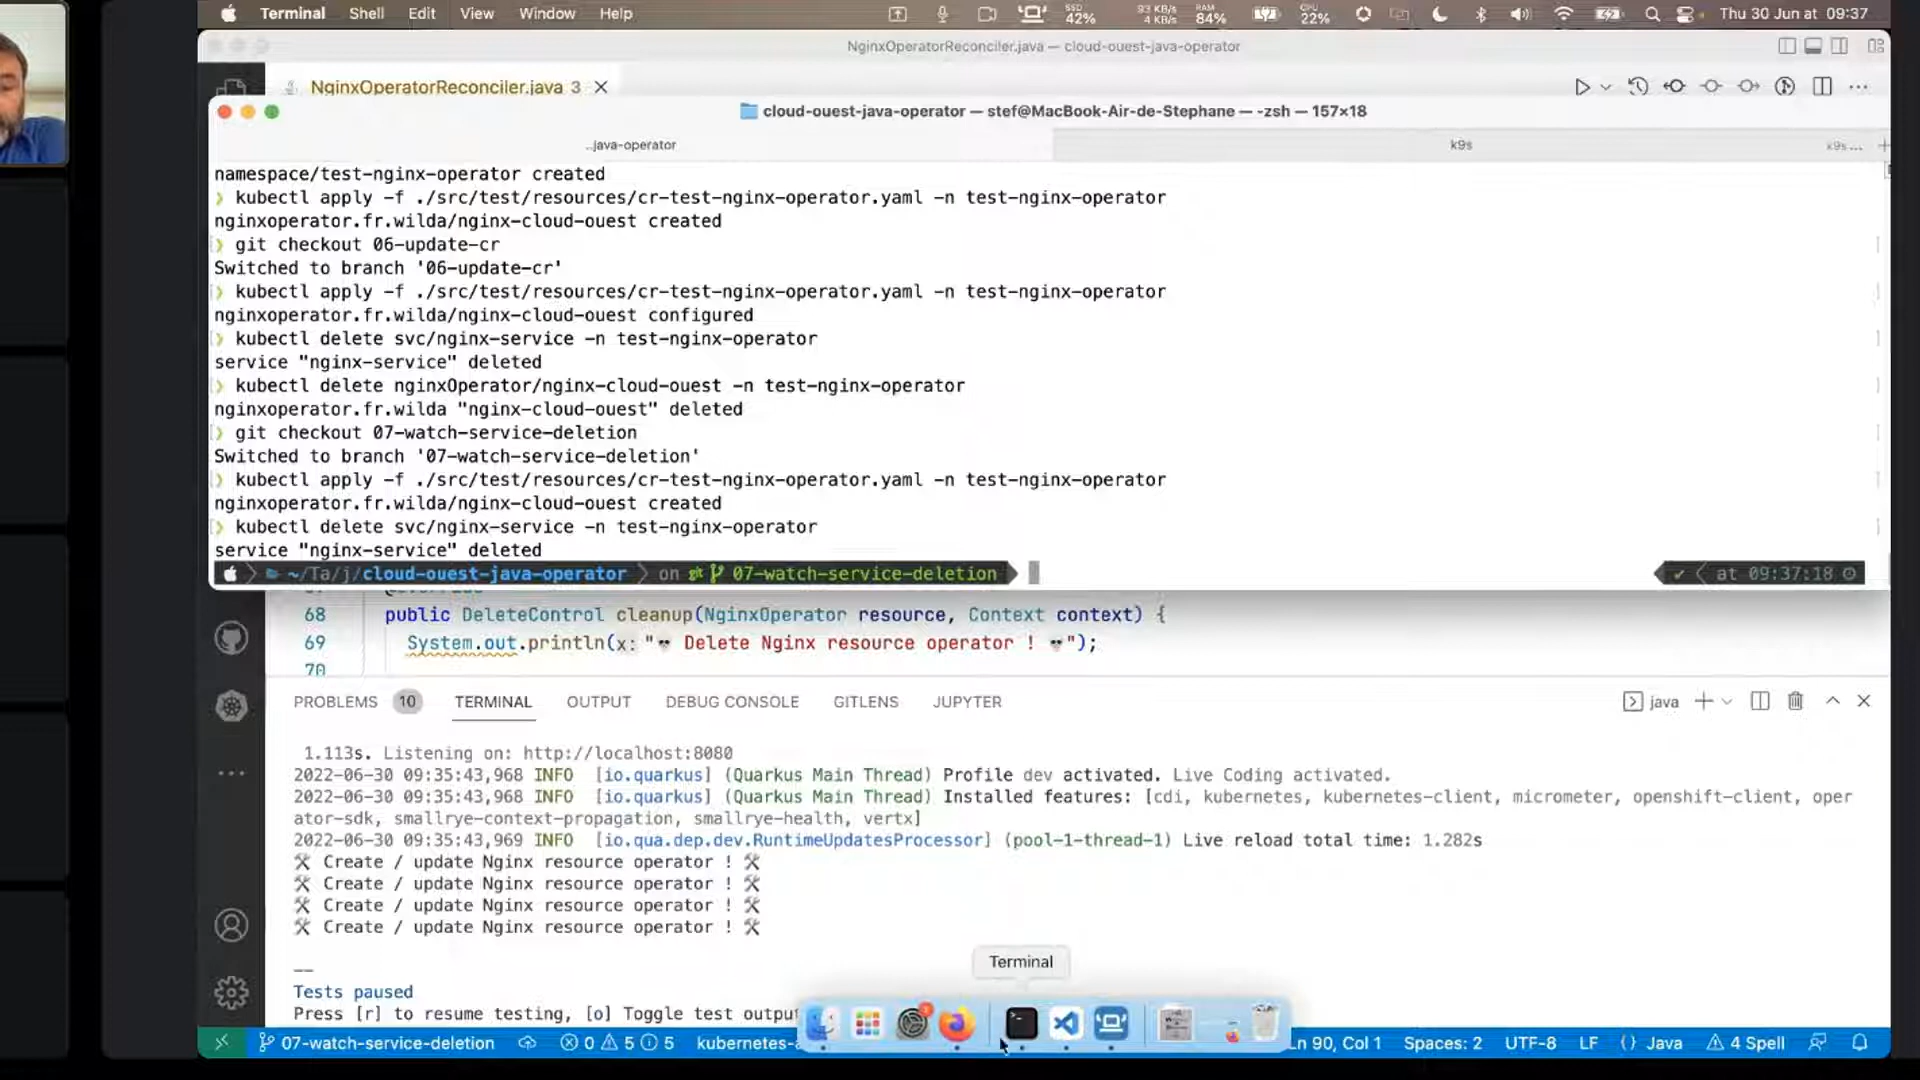 Terminal Shell Edit View Window Help SSD 42% 93 KB/s 4 KB/s RAM 84% CPU 22% Thu 30 Jun at 09:37
NginxOperatorReconciler.java — cloud-ouest-java-operator
NginxOperatorReconciler.java 3
cloud-ouest-java-operator — stef@MacBook-Air-de-Stephane — -zsh — 157×18
..java-operator k9s k9s ...
namespace/test-nginx-operator created
❯ kubectl apply -f ./src/test/resources/cr-test-nginx-operator.yaml -n test-nginx-operator
nginxoperator.fr.wilda/nginx-cloud-ouest created
❯ git checkout 06-update-cr
Switched to branch '06-update-cr'
❯ kubectl apply -f ./src/test/resources/cr-test-nginx-operator.yaml -n test-nginx-operator
nginxoperator.fr.wilda/nginx-cloud-ouest configured
❯ kubectl delete svc/nginx-service -n test-nginx-operator
service "nginx-service" deleted
❯ kubectl delete nginxOperator/nginx-cloud-ouest -n test-nginx-operator
nginxoperator.fr.wilda "nginx-cloud-ouest" deleted
❯ git checkout 07-watch-service-deletion
Switched to branch '07-watch-service-deletion'
❯ kubectl apply -f ./src/test/resources/cr-test-nginx-operator.yaml -n test-nginx-operator
nginxoperator.fr.wilda/nginx-cloud-ouest created
❯ kubectl delete svc/nginx-service -n test-nginx-operator
service "nginx-service" deleted
~/Ta/j/cloud-ouest-java-operator on git 07-watch-service-deletion ✔ at 09:37:18
68 public DeleteControl cleanup(NginxOperator resource, Context context) {
69 System.out.println(x: "💀 Delete Nginx resource operator ! 💀");
70
PROBLEMS 10 TERMINAL OUTPUT DEBUG CONSOLE GITLENS JUPYTER java
1.113s. Listening on: http://localhost:8080
2022-06-30 09:35:43,968 INFO [io.quarkus] (Quarkus Main Thread) Profile dev activated. Live Coding activated.
2022-06-30 09:35:43,968 INFO [io.quarkus] (Quarkus Main Thread) Installed features: [cdi, kubernetes, kubernetes-client, micrometer, openshift-client, oper
ator-sdk, smallrye-context-propagation, smallrye-health, vertx]
2022-06-30 09:35:43,969 INFO [io.qua.dep.dev.RuntimeUpdatesProcessor] (pool-1-thread-1) Live reload total time: 1.282s
🛠 Create / update Nginx resource operator ! 🛠
🛠 Create / update Nginx resource operator ! 🛠
🛠 Create / update Nginx resource operator ! 🛠
🛠 Create / update Nginx resource operator ! 🛠
--
Terminal
Tests paused
Press [r] to resume testing, [o] Toggle test outpu
07-watch-service-deletion 0 5 5 kubernetes-a Ln 90, Col 1 Spaces: 2 UTF-8 LF {} Java 4 Spell